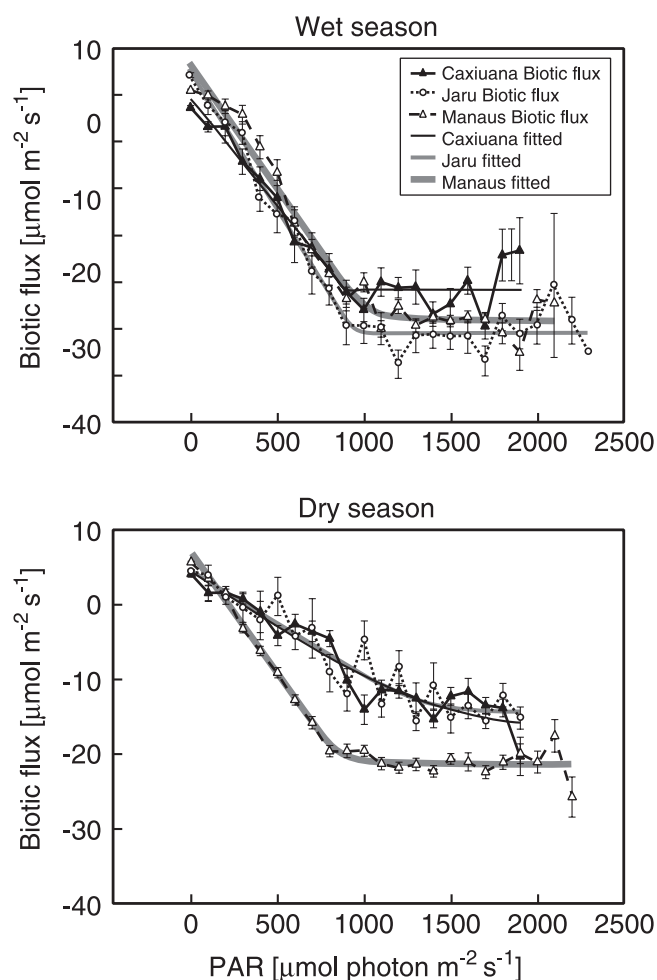 Wet season
10
0
-10
-20
-30
-40
Biotic flux [μmol m-2 s-1]
Caxiuana Biotic flux
Jaru Biotic flux
Manaus Biotic flux
Caxiuana fitted
Jaru fitted
Manaus fitted
0 500 1000 1500 2000 2500
Dry season
10
0
-10
-20
-30
-40
Biotic flux [μmol m-2 s-1]
0 500 1000 1500 2000 2500
PAR [μmol photon m-2 s-1]